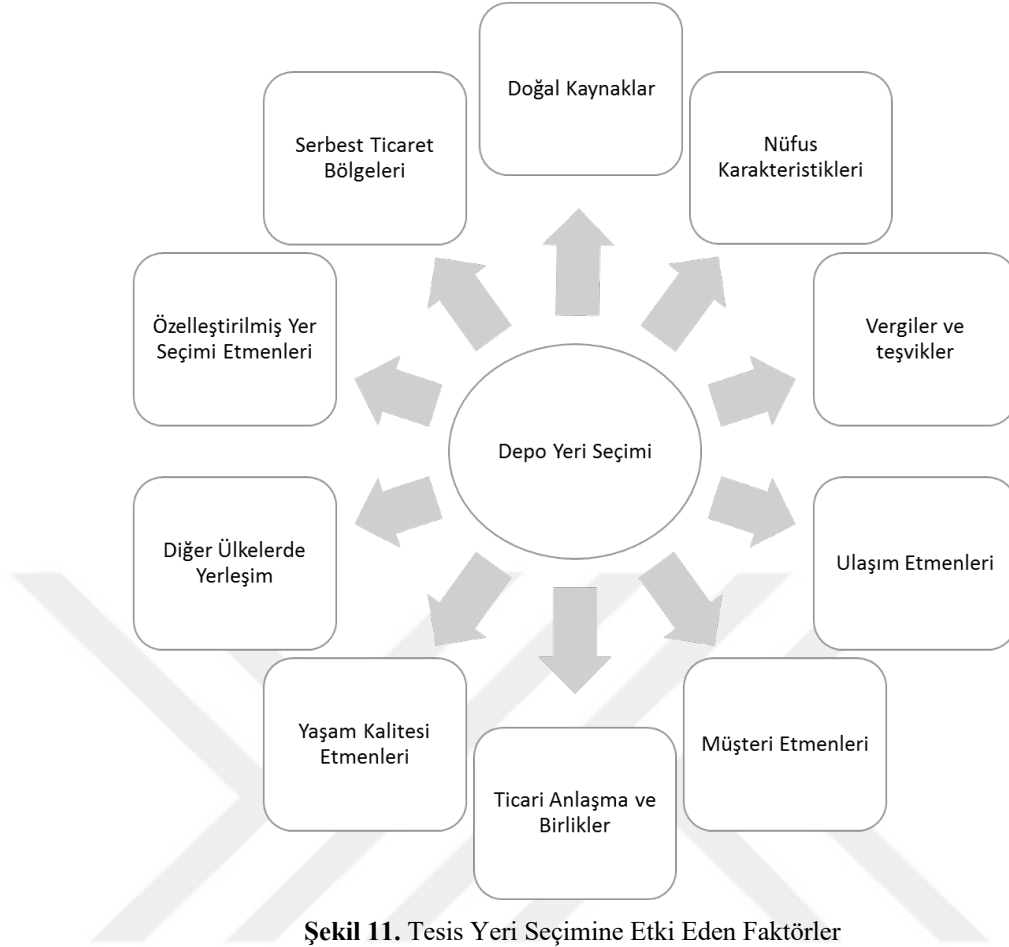 Doğal Kaynaklar
Nüfus
Karakteristikleri
Vergiler ve
teşvikler
Ulaşım Etmenleri
Müşteri Etmenleri
Ticari Anlaşma ve
Birlikler
Yaşam Kalitesi
Etmenleri
Diğer Ülkelerde
Yerleşim
Özelleştirilmiş Yer
Seçimi Etmenleri
Serbest Ticaret
Bölgeleri
Depo Yeri Seçimi
Şekil 11. Tesis Yeri Seçimine Etki Eden Faktörler